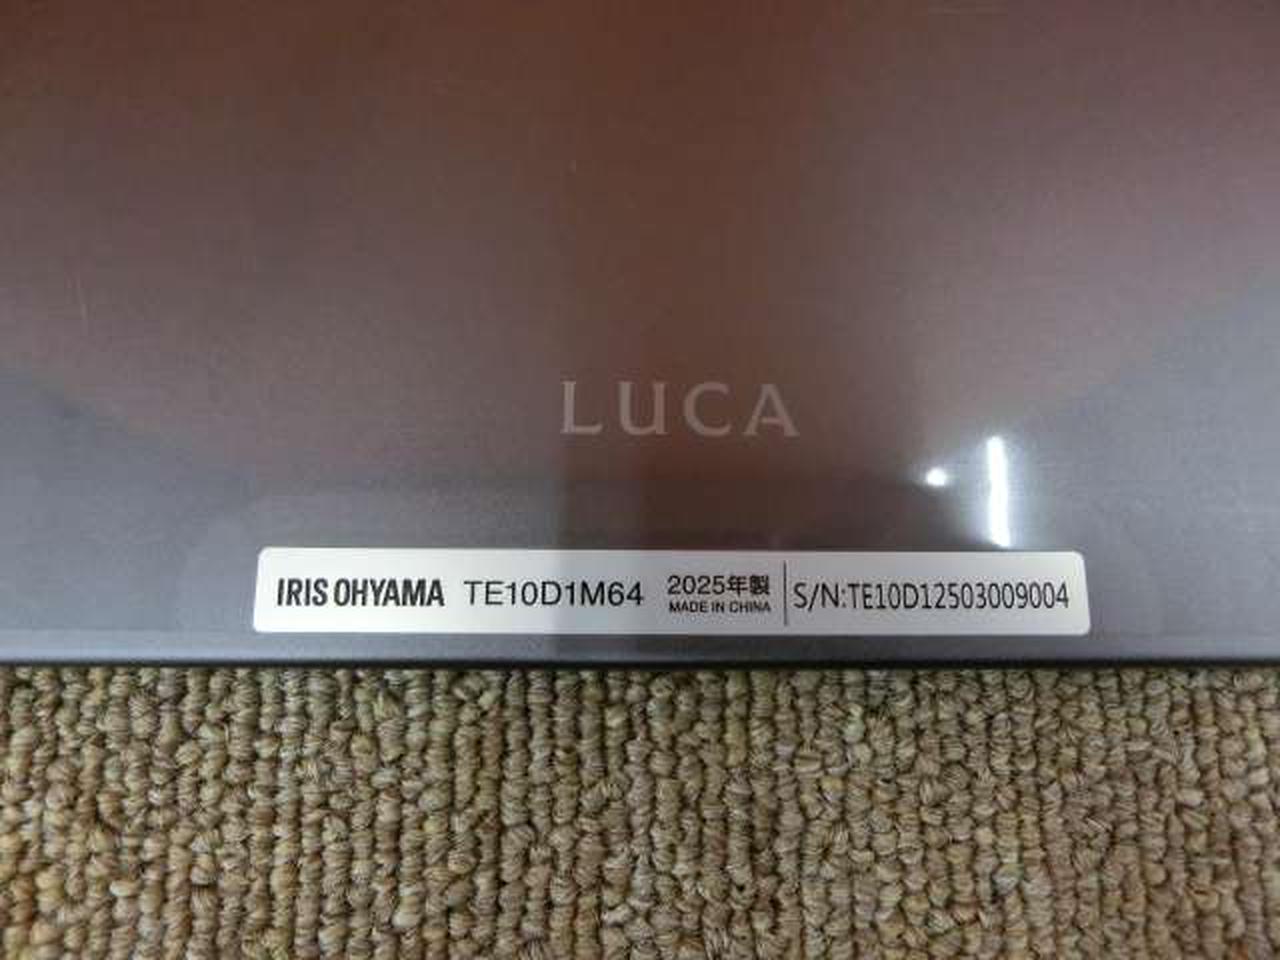 LUCA
IRIS OHYAMA TE10D1M64 2025年製 MADE IN CHINA S/N:TE10D12503009004